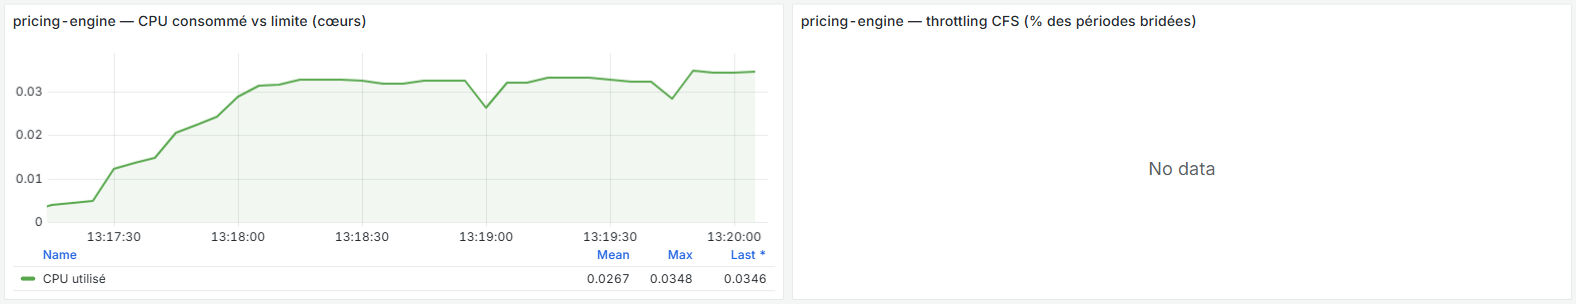 pricing-engine — CPU consommé vs limite (cœurs)
0.03
0.02
0.01
0
13:17:30 13:18:00 13:18:30 13:19:00 13:19:30 13:20:00
Name Mean Max Last *
CPU utilisé 0.0267 0.0348 0.0346
pricing-engine — throttling CFS (% des périodes bridées)
No data